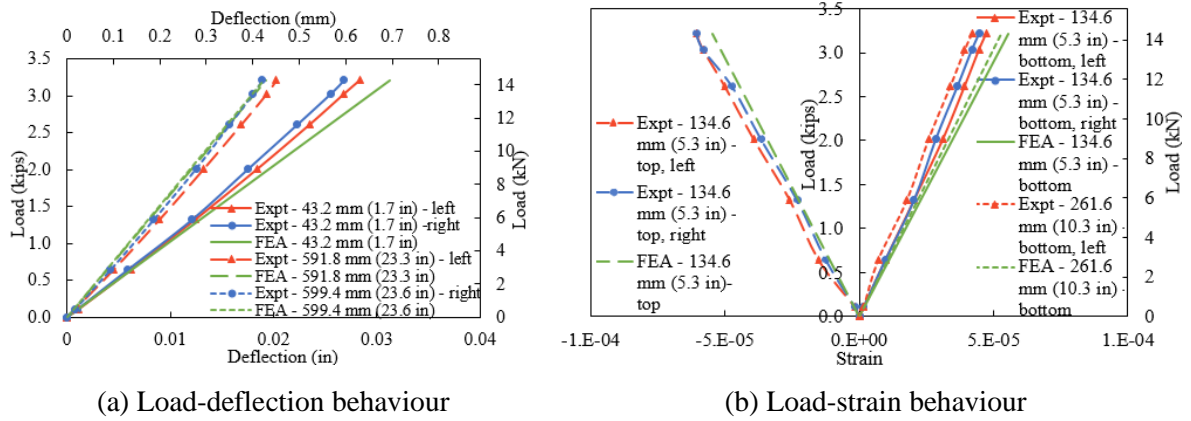 Deflection (mm)
0 0.1 0.2 0.3 0.4 0.5 0.6 0.7 0.8
3.5
3.0
2.5
2.0
1.5
1.0
0.5
0.0
Load (kips)
14
12
10
8
6
4
2
0
Load (kN)
Expt - 43.2 mm (1.7 in) - left
Expt - 43.2 mm (1.7 in) -right
FEA - 43.2 mm (1.7 in)
Expt - 591.8 mm (23.3 in) - left
FEA - 591.8 mm (23.3 in)
Expt - 599.4 mm (23.6 in) - right
FEA - 599.4 mm (23.6 in)
0 0.01 0.02 0.03 0.04
Deflection (in)
(a) Load-deflection behaviour
3.5
3.0
2.5
2.0
1.5
1.0
0.5
0.0
Load (kips)
14
12
10
8
6
4
2
0
Load (kN)
Expt - 134.6
mm (5.3 in) -
top, left
Expt - 134.6
mm (5.3 in) -
top, right
FEA - 134.6
mm (5.3 in)-
top
Expt - 134.6
mm (5.3 in) -
bottom, left
Expt - 134.6
mm (5.3 in) -
bottom, right
FEA - 134.6
mm (5.3 in) -
bottom
Expt - 261.6
mm (10.3 in) -
bottom, left
FEA - 261.6
mm (10.3 in) -
bottom
-1.E-04 -5.E-05 0.E+00 5.E-05 1.E-04
Strain
(b) Load-strain behaviour